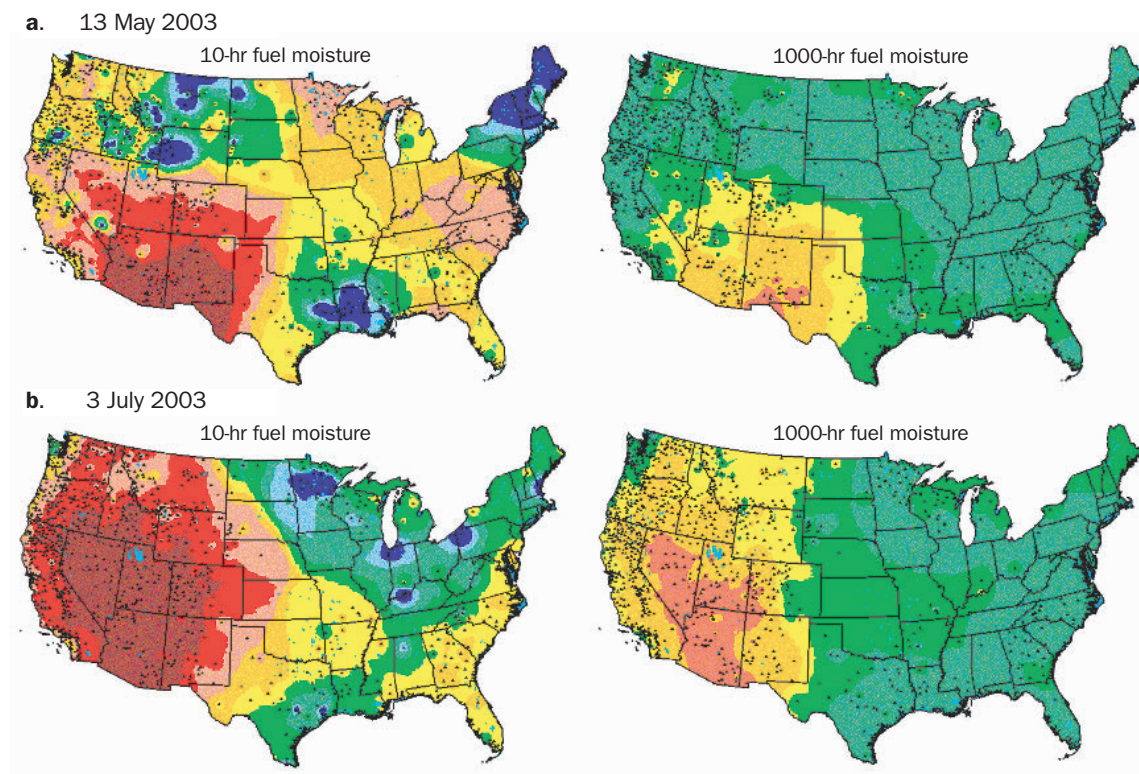 a. 13 May 2003
10-hr fuel moisture
1000-hr fuel moisture
b. 3 July 2003
10-hr fuel moisture
1000-hr fuel moisture